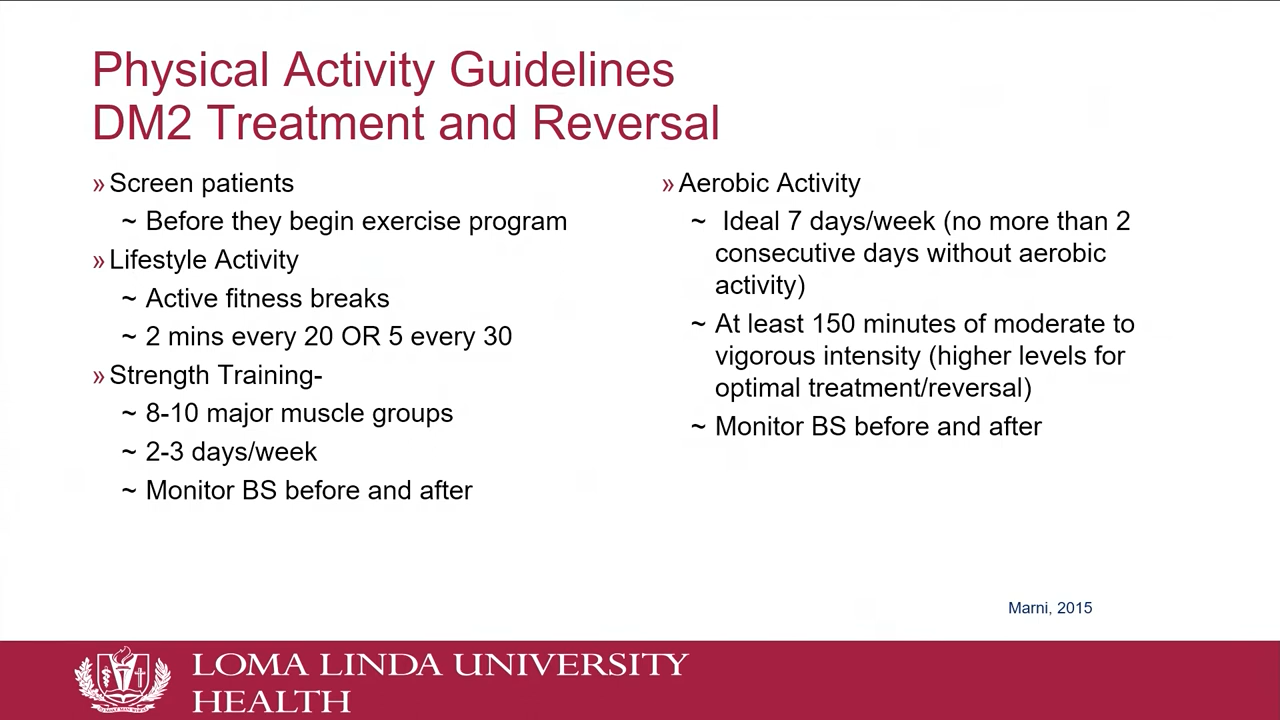 Physical Activity Guidelines
DM2 Treatment and Reversal
» Screen patients
~ Before they begin exercise program
» Lifestyle Activity
~ Active fitness breaks
~ 2 mins every 20 OR 5 every 30
» Strength Training-
~ 8-10 major muscle groups
~ 2-3 days/week
~ Monitor BS before and after
» Aerobic Activity
~ Ideal 7 days/week (no more than 2
consecutive days without aerobic
activity)
~ At least 150 minutes of moderate to
vigorous intensity (higher levels for
optimal treatment/reversal)
~ Monitor BS before and after
Marni, 2015
LOMA LINDA UNIVERSITY
HEALTH